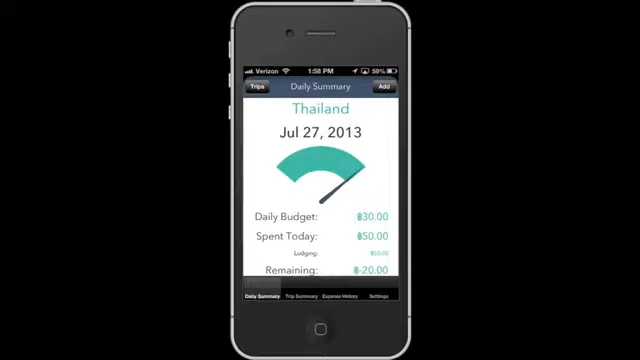 Verizon 1:58 PM 59%
Trips Daily Summary Add
Thailand
Jul 27, 2013
Daily Budget: ฿30.00
Spent Today: ฿50.00
Lodging: ฿50.00
Remaining: ฿-20.00
Daily Summary Trip Summary Expense History Settings